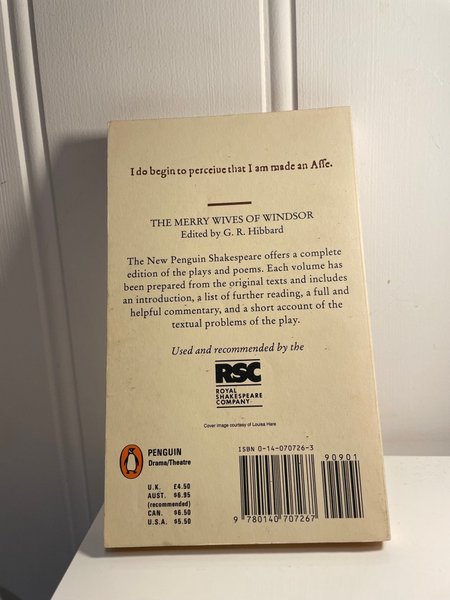 I do begin to perceiue that I am made an Aſſe.
THE MERRY WIVES OF WINDSOR
Edited by G. R. Hibbard
The New Penguin Shakespeare offers a complete
edition of the plays and poems. Each volume has
been prepared from the original texts and includes
an introduction, a list of further reading, a full and
helpful commentary, and a short account of the
textual problems of the play.
Used and recommended by the
RSC
ROYAL
SHAKESPEARE
COMPANY
Cover image courtesy of Louisa Hare
PENGUIN
Drama/Theatre
U.K. £4.50
AUST. $6.95
(recommended)
CAN. $6.50
U.S.A. $5.50
ISBN 0-14-070726-3
90901
9 780140 707267